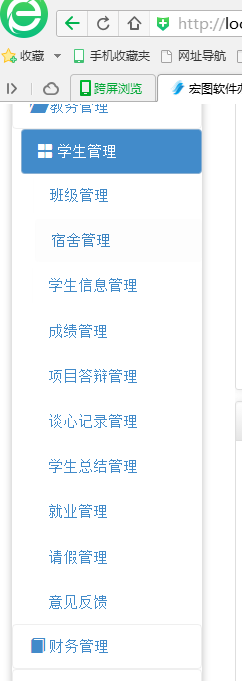 http://loc
收藏 手机收藏夹 网址导航
跨屏浏览 宏图软件办
教务管理
学生管理
班级管理
宿舍管理
学生信息管理
成绩管理
项目答辩管理
谈心记录管理
学生总结管理
就业管理
请假管理
意见反馈
财务管理